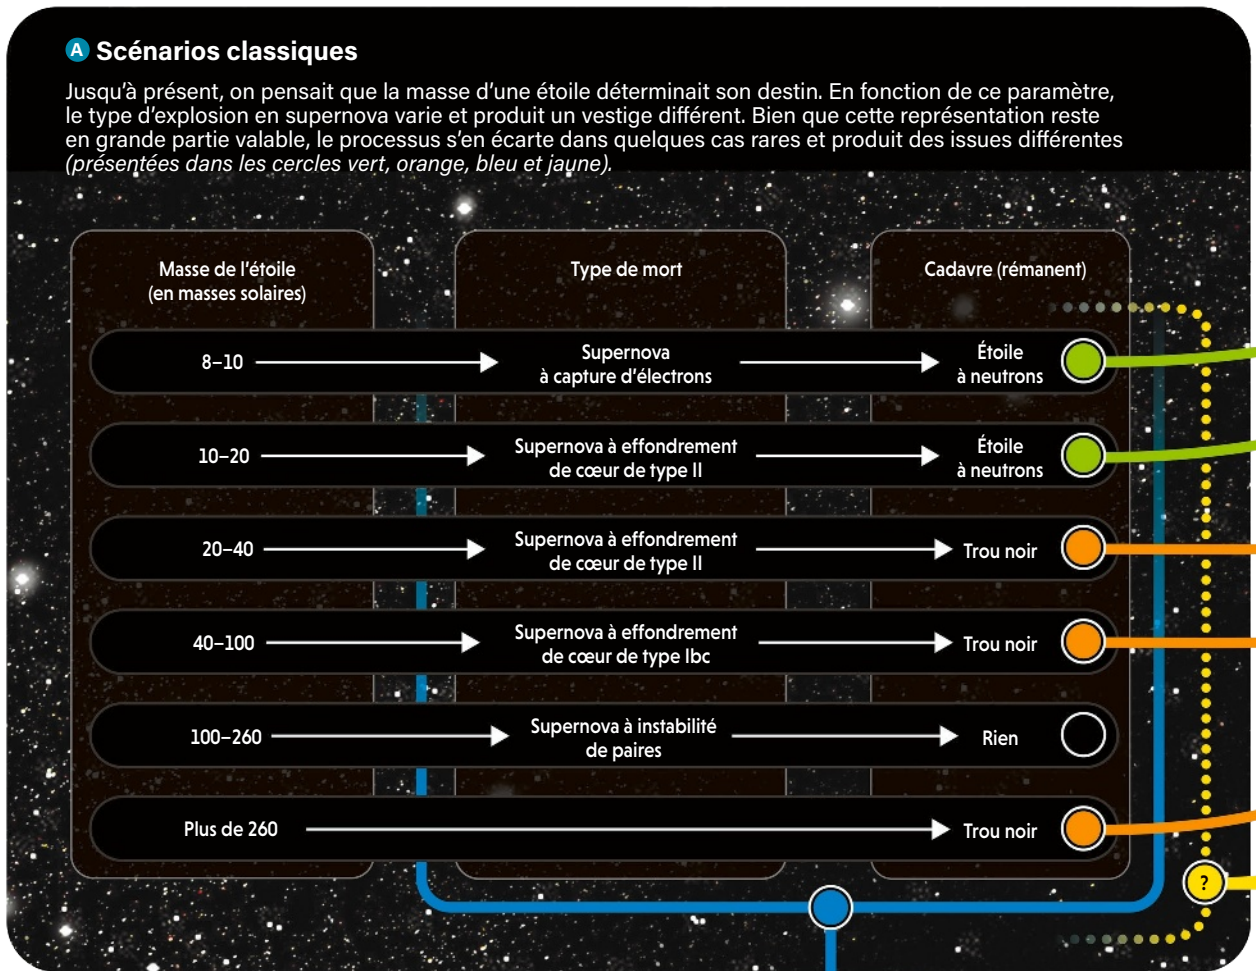 A Scénarios classiques
Jusqu’à présent, on pensait que la masse d’une étoile déterminait son destin. En fonction de ce paramètre,
le type d’explosion en supernova varie et produit un vestige différent. Bien que cette représentation reste
en grande partie valable, le processus s’en écarte dans quelques cas rares et produit des issues différentes
(présentées dans les cercles vert, orange, bleu et jaune).
Masse de l’étoile
(en masses solaires)
Type de mort
Cadavre (rémanent)
8–10
Supernova
à capture d’électrons
Étoile
à neutrons
10–20
Supernova à effondrement
de cœur de type II
Étoile
à neutrons
20–40
Supernova à effondrement
de cœur de type II
Trou noir
40–100
Supernova à effondrement
de cœur de type Ibc
Trou noir
100–260
Supernova à instabilité
de paires
Rien
Plus de 260
Trou noir
?